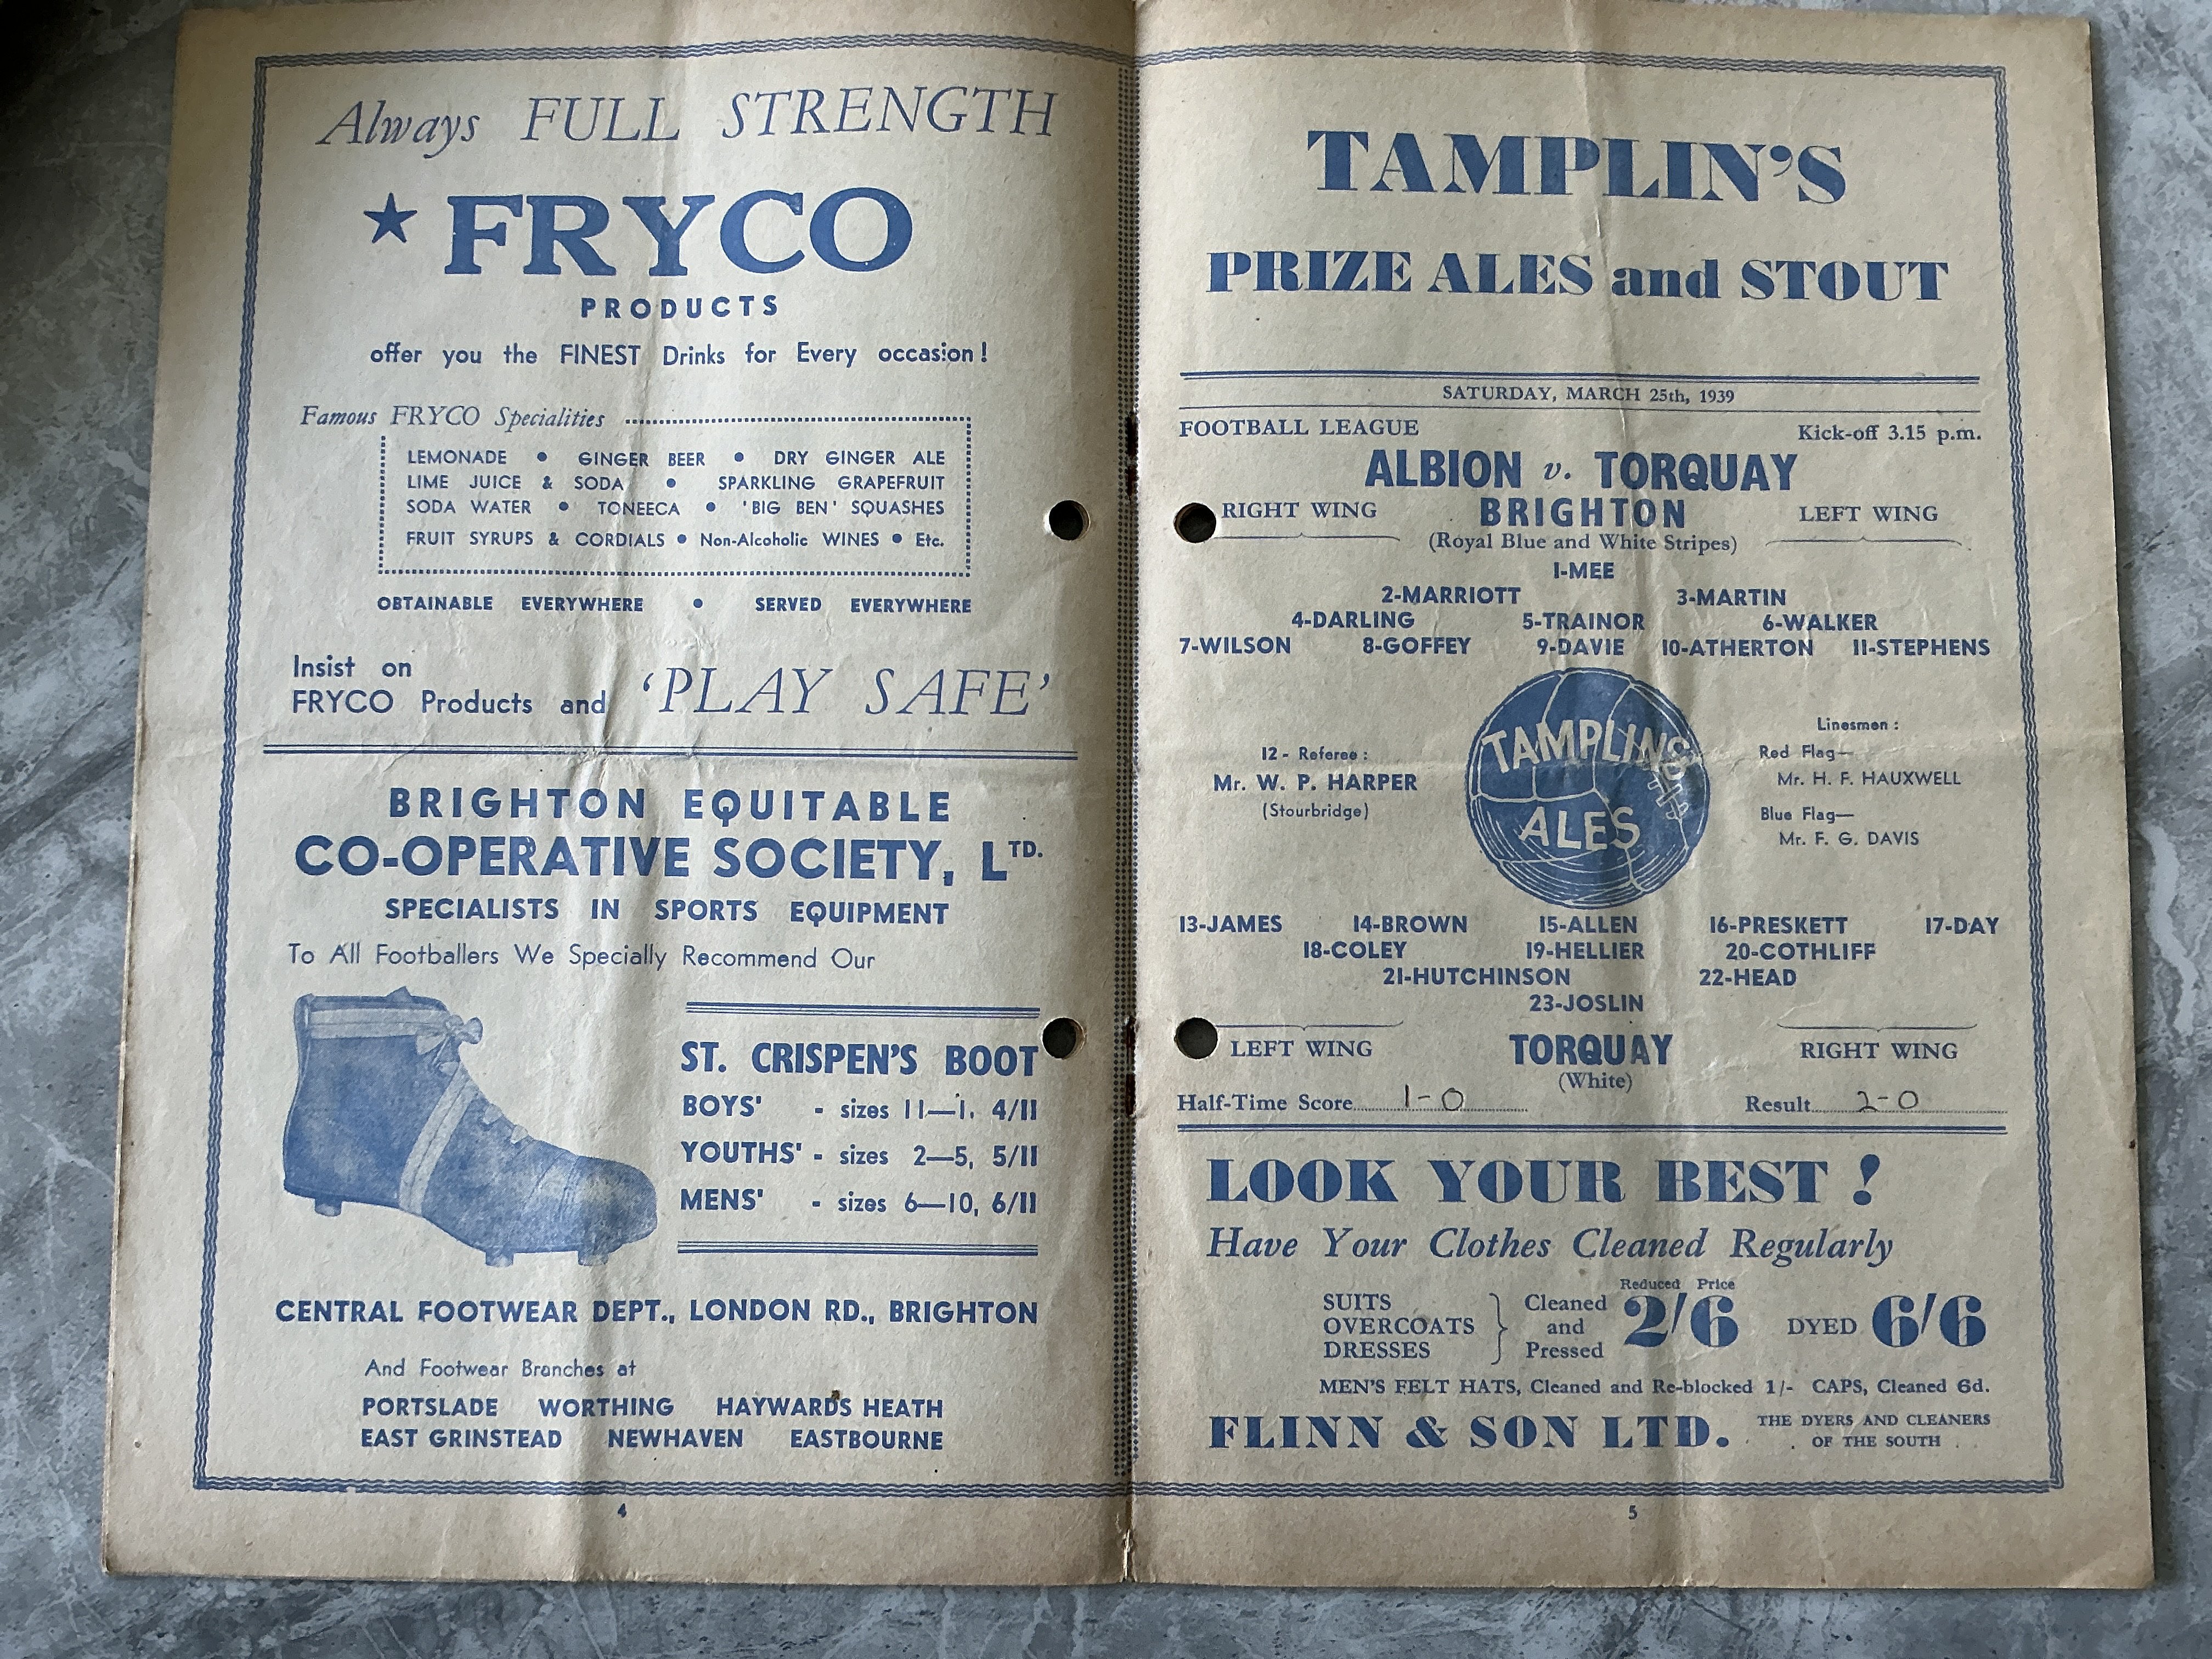 Always FULL STRENGTH
★ FRYCO
PRODUCTS
offer you the FINEST Drinks for Every occasion!
Famous FRYCO Specialities
LEMONADE • GINGER BEER • DRY GINGER ALE
LIME JUICE & SODA • SPARKLING GRAPEFRUIT
SODA WATER • TONEECA • 'BIG BEN' SQUASHES
FRUIT SYRUPS & CORDIALS • Non-Alcoholic WINES • Etc.
OBTAINABLE EVERYWHERE • SERVED EVERYWHERE
Insist on
FRYCO Products and 'PLAY SAFE'
BRIGHTON EQUITABLE
CO-OPERATIVE SOCIETY, LTD.
SPECIALISTS IN SPORTS EQUIPMENT
To All Footballers We Specially Recommend Our
ST. CRISPEN'S BOOT
BOYS' - sizes 11—1, 4/11
YOUTHS' - sizes 2—5, 5/11
MENS' - sizes 6—10, 6/11
CENTRAL FOOTWEAR DEPT., LONDON RD., BRIGHTON
And Footwear Branches at
PORTSLADE WORTHING HAYWARDS HEATH
EAST GRINSTEAD NEWHAVEN EASTBOURNE
4
TAMPLIN'S
PRIZE ALES and STOUT
SATURDAY, MARCH 25th, 1939
FOOTBALL LEAGUE Kick-off 3.15 p.m.
ALBION v. TORQUAY
RIGHT WING BRIGHTON LEFT WING
(Royal Blue and White Stripes)
1-MEE
2-MARRIOTT 3-MARTIN
4-DARLING 5-TRAINOR 6-WALKER
7-WILSON 8-GOFFEY 9-DAVIE 10-ATHERTON 11-STEPHENS
12 - Referee :
Mr. W. P. HARPER
(Stourbridge)
TAMPLINS
ALES
Linesmen :
Red Flag—
Mr. H. F. HAUXWELL
Blue Flag—
Mr. F. G. DAVIS
13-JAMES 14-BROWN 15-ALLEN 16-PRESKETT 17-DAY
18-COLEY 19-HELLIER 20-COTHLIFF
21-HUTCHINSON 22-HEAD
23-JOSLIN
LEFT WING TORQUAY RIGHT WING
(White)
Half-Time Score 1-0 Result 2-0
LOOK YOUR BEST !
Have Your Clothes Cleaned Regularly
Reduced Price
SUITS
OVERCOATS
DRESSES
Cleaned
and
Pressed
2/6 DYED 6/6
MEN'S FELT HATS, Cleaned and Re-blocked 1/- CAPS, Cleaned 6d.
FLINN & SON LTD. THE DYERS AND CLEANERS
OF THE SOUTH
5